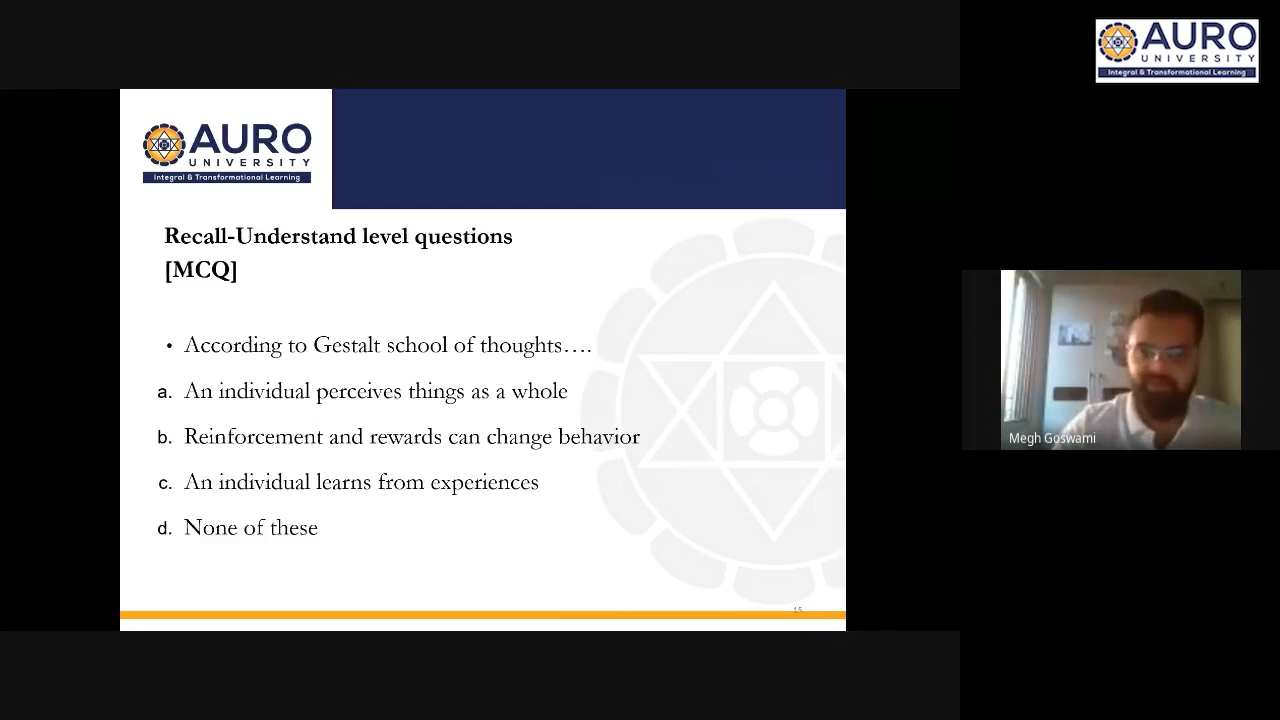 AURO
UNIVERSITY
Integral & Transformational Learning
AURO
UNIVERSITY
Integral & Transformational Learning
Recall-Understand level questions
[MCQ]
• According to Gestalt school of thoughts….
a. An individual perceives things as a whole
b. Reinforcement and rewards can change behavior
c. An individual learns from experiences
d. None of these
15
Megh Goswami